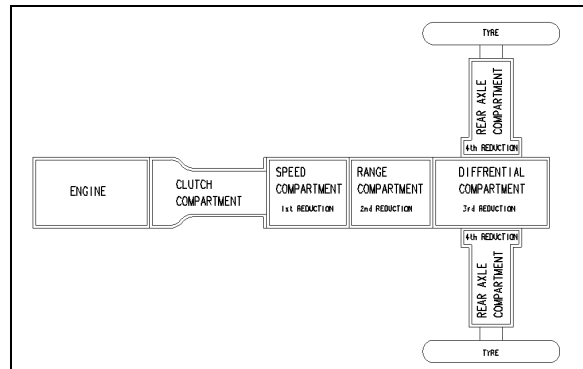 TYRE
REAR AXLE
COMPARTMENT
4th REDUCTION
ENGINE
CLUTCH
COMPARTMENT
SPEED
COMPARTMENT
1st REDUCTION
RANGE
COMPARTMENT
2nd REDUCTION
DIFFRENTIAL
COMPARTMENT
3rd REDUCTION
4th REDUCTION
REAR AXLE
COMPARTMENT
TYRE